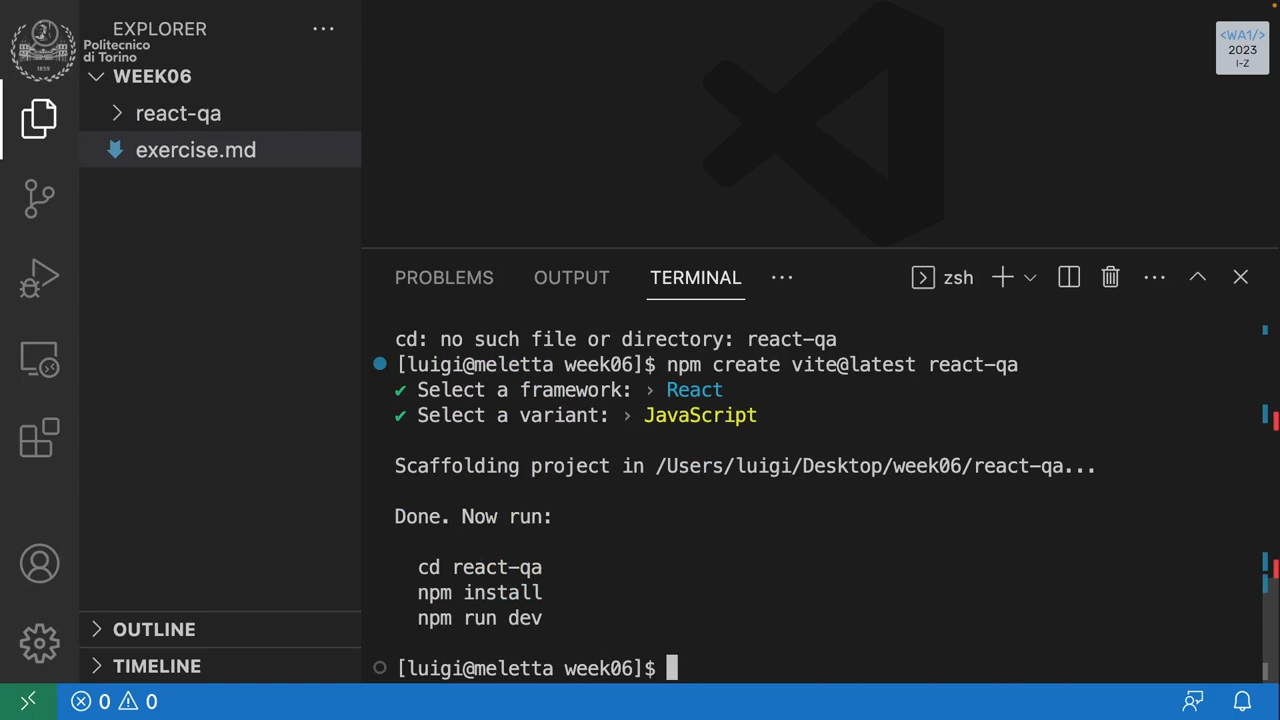 EXPLORER
Politecnico
di Torino
1859
WEEK06
react-qa
exercise.md
OUTLINE
TIMELINE
<WA1/>
2023
I-Z
PROBLEMS OUTPUT TERMINAL zsh
cd: no such file or directory: react-qa
[luigi@meletta week06]$ npm create vite@latest react-qa
✔ Select a framework: › React
✔ Select a variant: › JavaScript
Scaffolding project in /Users/luigi/Desktop/week06/react-qa...
Done. Now run:
cd react-qa
npm install
npm run dev
[luigi@meletta week06]$
0 0